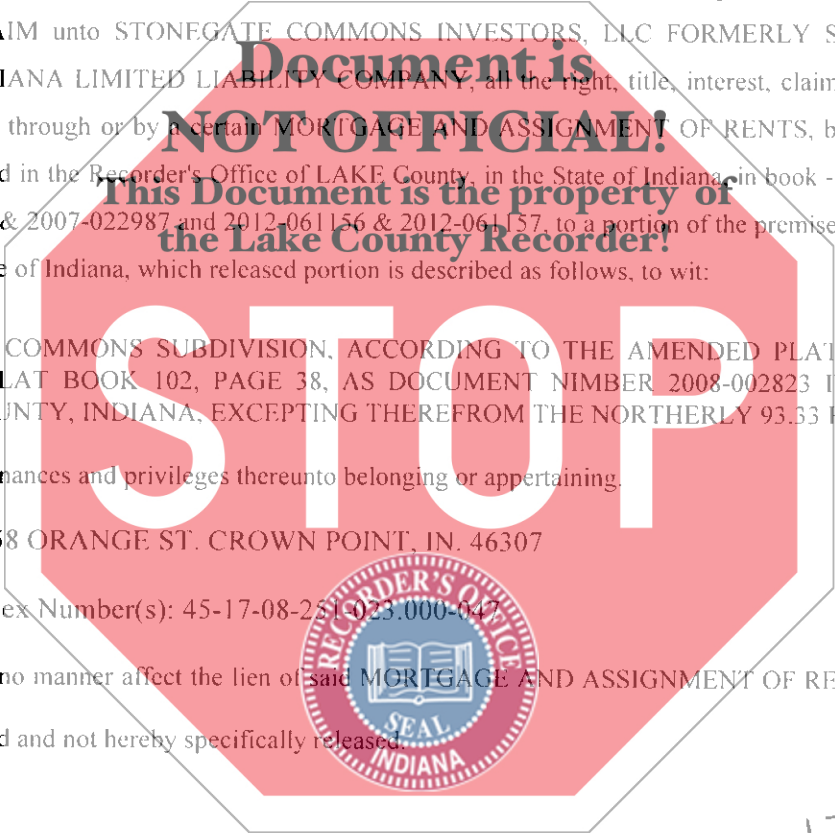 AIM unto STONEGATE COMMONS INVESTORS, LLC FORMERLY S
Document is
IANA LIMITED LIABILITY COMPANY, all the right, title, interest, claim
NOT OFFICIAL!
through or by a certain MORTGAGE AND ASSIGNMENT OF RENTS, b
d in the Recorder's Office of LAKE County, in the State of Indiana, in book -
This Document is the property of
& 2007-022987 and 2012-061156 & 2012-061157, to a portion of the premise
the Lake County Recorder!
e of Indiana, which released portion is described as follows, to wit:
STOP
COMMONS SUBDIVISION, ACCORDING TO THE AMENDED PLAT
LAT BOOK 102, PAGE 38, AS DOCUMENT NIMBER 2008-002823 I
UNTY, INDIANA, EXCEPTING THEREFROM THE NORTHERLY 93.33 F
nances and privileges thereunto belonging or appertaining.
58 ORANGE ST. CROWN POINT, IN. 46307
ex Number(s): 45-17-08-251-023.000-047
RECORDER'S OFFICE
no manner affect the lien of said MORTGAGE AND ASSIGNMENT OF RE
SEAL
d and not hereby specifically released.
INDIANA